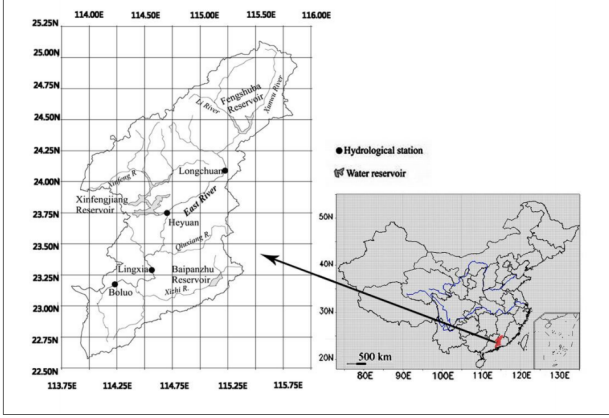 114.00E 114.50E 115.00E 115.50E 116.00E
25.25N
25.00N
24.75N
24.50N
24.25N
24.00N
23.75N
23.50N
23.25N
23.00N
22.75N
22.50N
113.75E 114.25E 114.75E 115.25E 115.75E
Fengshuba
Reservoir
Li River
Xunwu River
Longchuan
Xinfeng R
Xinfengjiang
Reservoir
East River
Heyuan
Qiuxiang R.
Lingxia
Baipanzhu
Reservoir
Boluo
Xizhi R.
Hydrological station
Water reservoir
50N
40N
30N
20N
500 km
80E 90E 100E 110E 120E 130E